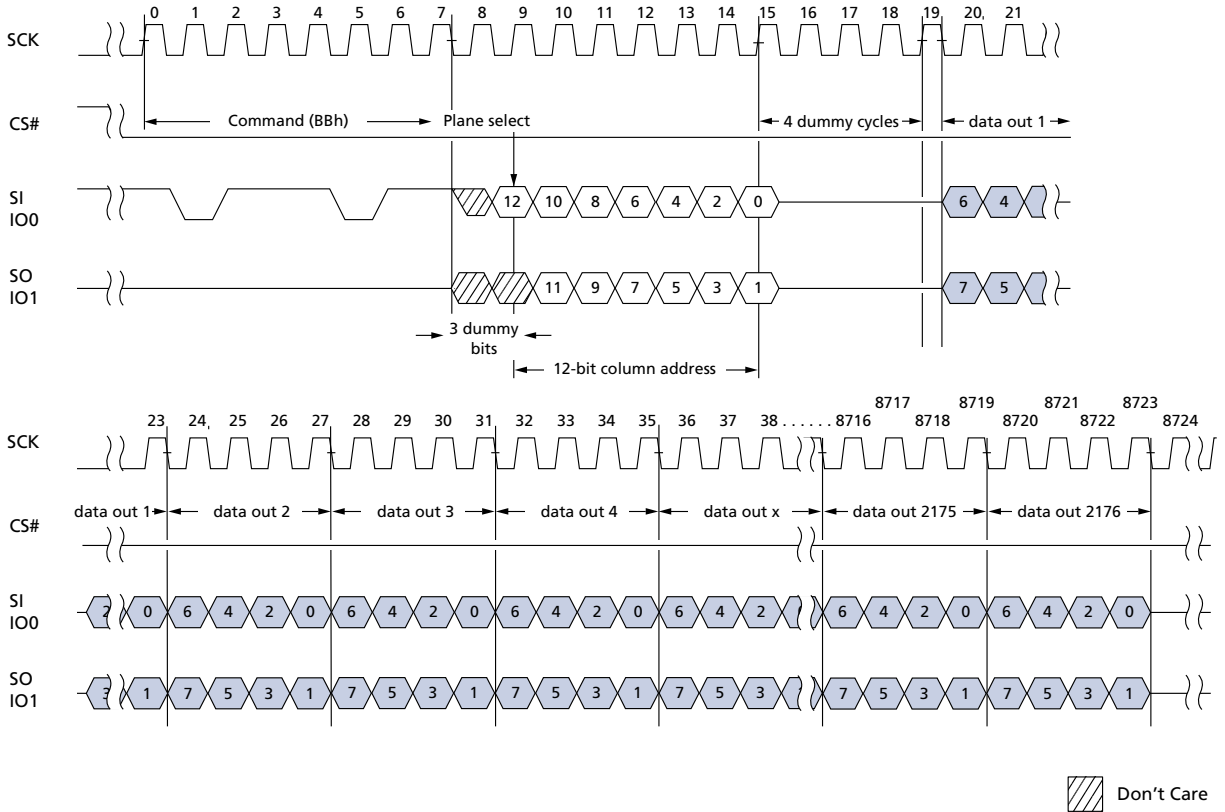 0 1 2 3 4 5 6 7 8 9 10 11 12 13 14 15 16 17 18 19 20, 21
SCK
CS#
Command (BBh)
Plane select
4 dummy cycles
data out 1
SI
IO0
12 10 8 6 4 2 0 6 4
SO
IO1
11 9 7 5 3 1 7 5
3 dummy
bits
12-bit column address
8717 8719 8721 8723
23 24, 25 26 27 28 29 30 31 32 33 34 35 36 37 38 . . . . . . 8716 8718 8720 8722 8724
SCK
data out 1 data out 2 data out 3 data out 4 data out x data out 2175 data out 2176
CS#
SI
IO0
2 0 6 4 2 0 6 4 2 0 6 4 2 0 6 4 2 6 4 2 0 6 4 2 0
SO
IO1
3 1 7 5 3 1 7 5 3 1 7 5 3 1 7 5 3 7 5 3 1 7 5 3 1
Don't Care